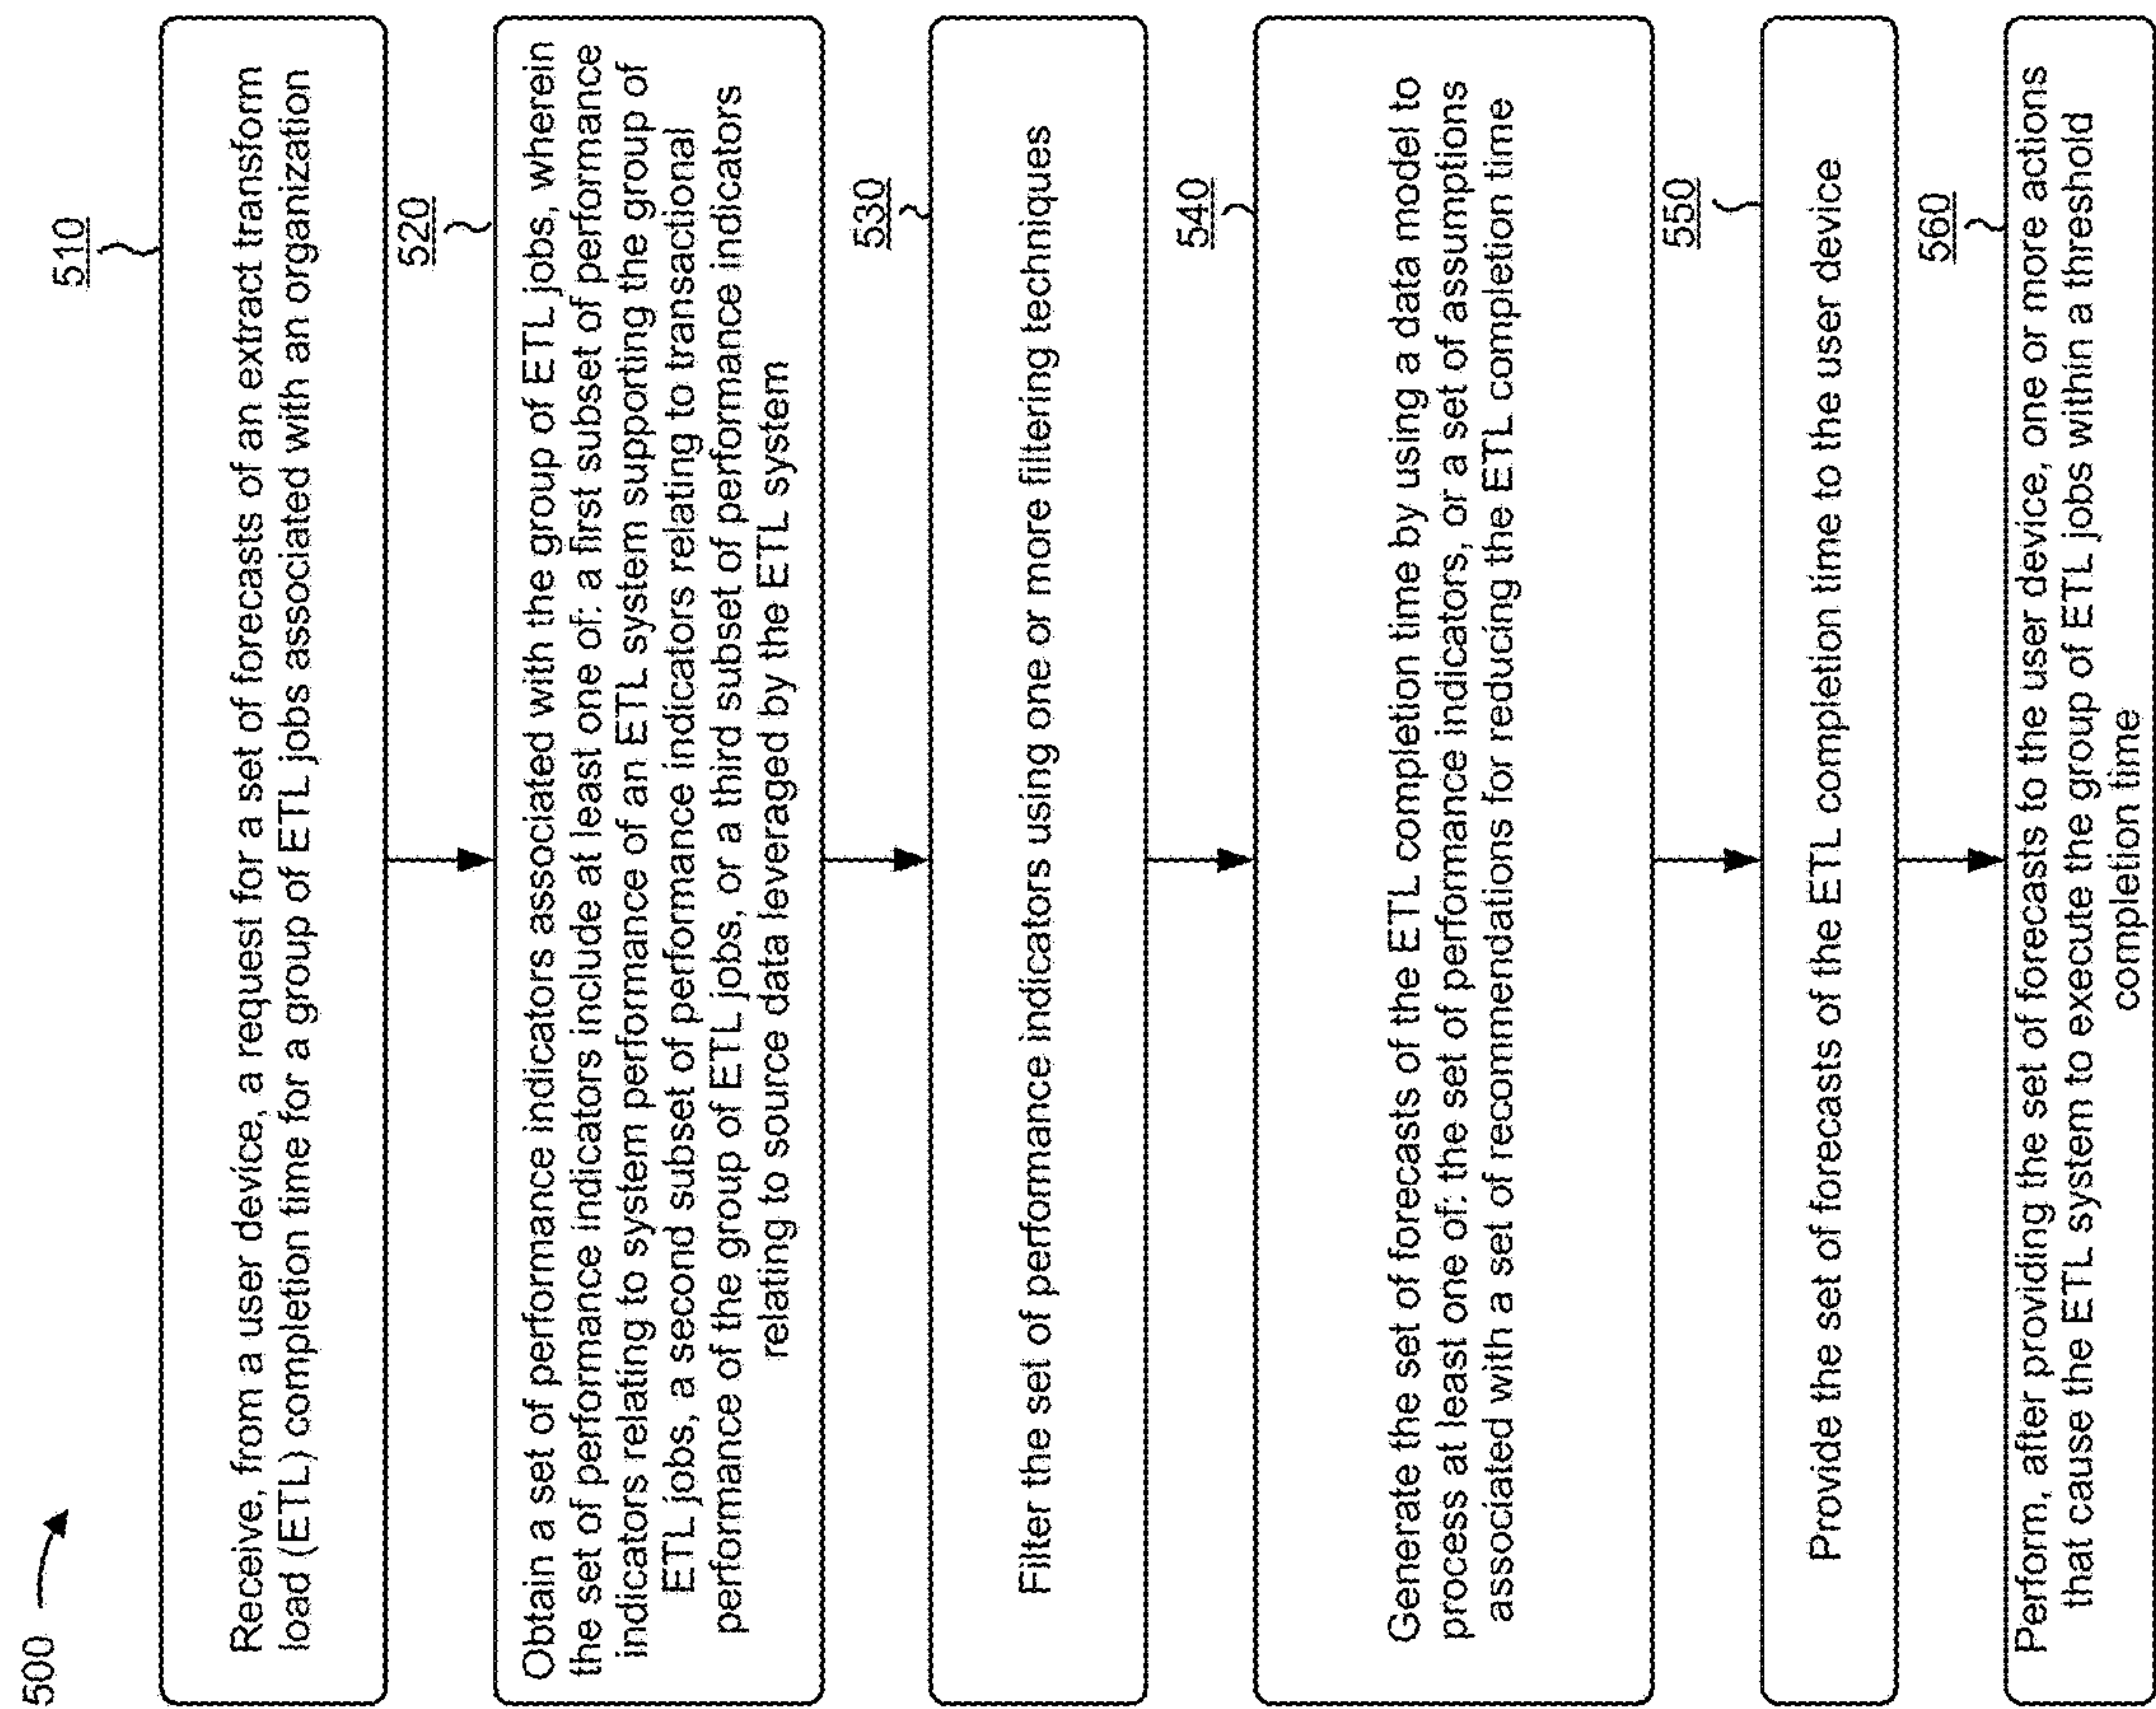 500
510
Receive, from a user device, a request for a set of forecasts of an extract transform
load (ETL) completion time for a group of ETL jobs associated with an organization
520
Obtain a set of performance indicators associated with the group of ETL jobs, wherein
the set of performance indicators include at least one of: a first subset of performance
indicators relating to system performance of an ETL system supporting the group of
ETL jobs, a second subset of performance indicators relating to transactional
performance of the group of ETL jobs, or a third subset of performance indicators
relating to source data leveraged by the ETL system
530
Filter the set of performance indicators using one or more filtering techniques
540
Generate the set of forecasts of the ETL completion time by using a data model to
process at least one of: the set of performance indicators, or a set of assumptions
associated with a set of recommendations for reducing the ETL completion time
550
Provide the set of forecasts of the ETL completion time to the user device
560
Perform, after providing the set of forecasts to the user device, one or more actions
that cause the ETL system to execute the group of ETL jobs within a threshold
completion time